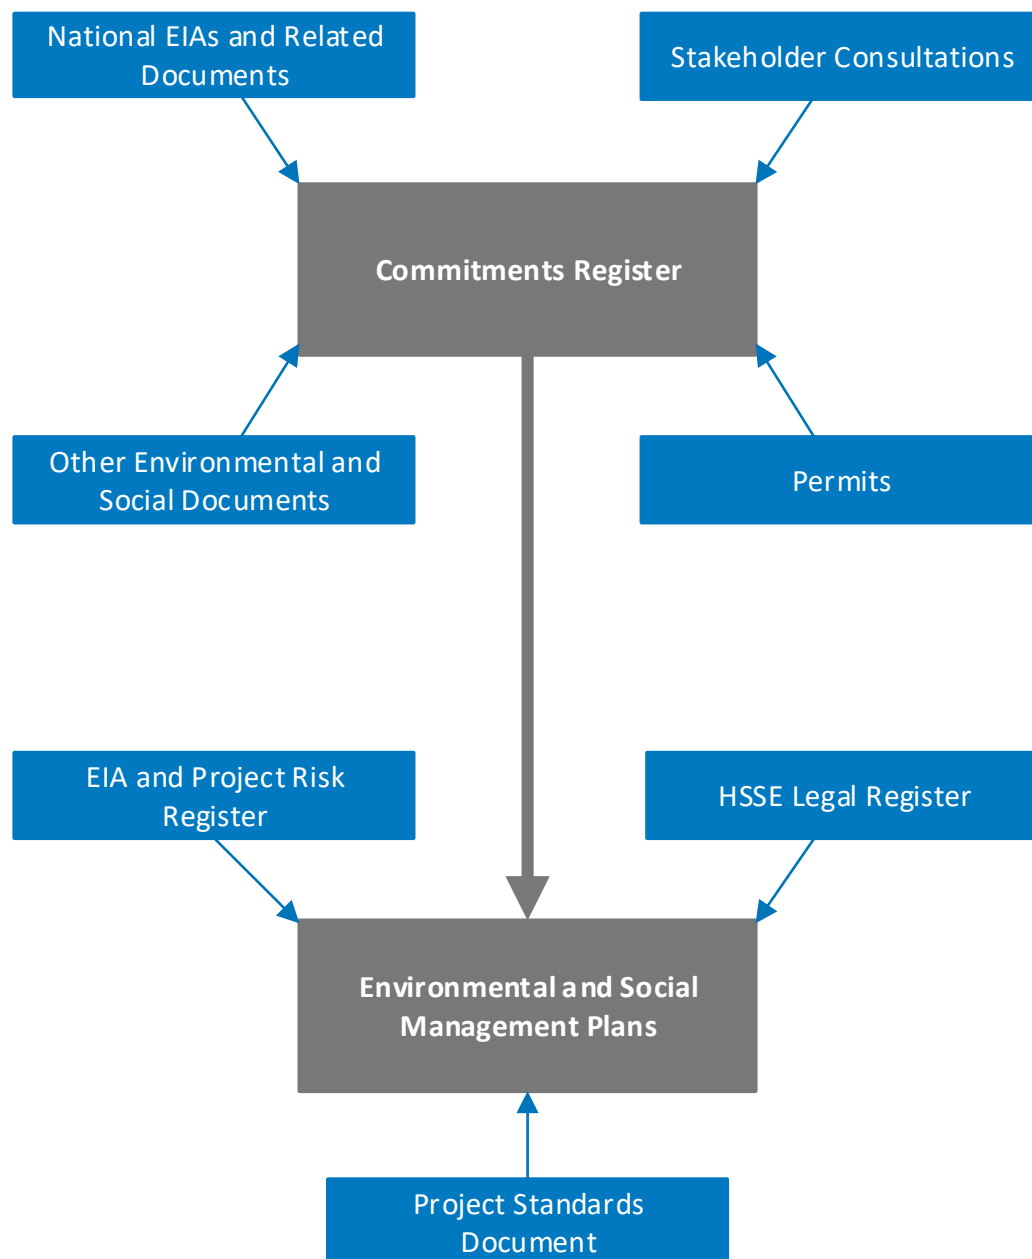 National EIAs and Related
Documents
Stakeholder Consultations
Commitments Register
Other Environmental and
Social Documents
Permits
EIA and Project Risk
Register
HSSE Legal Register
Environmental and Social
Management Plans
Project Standards
Document